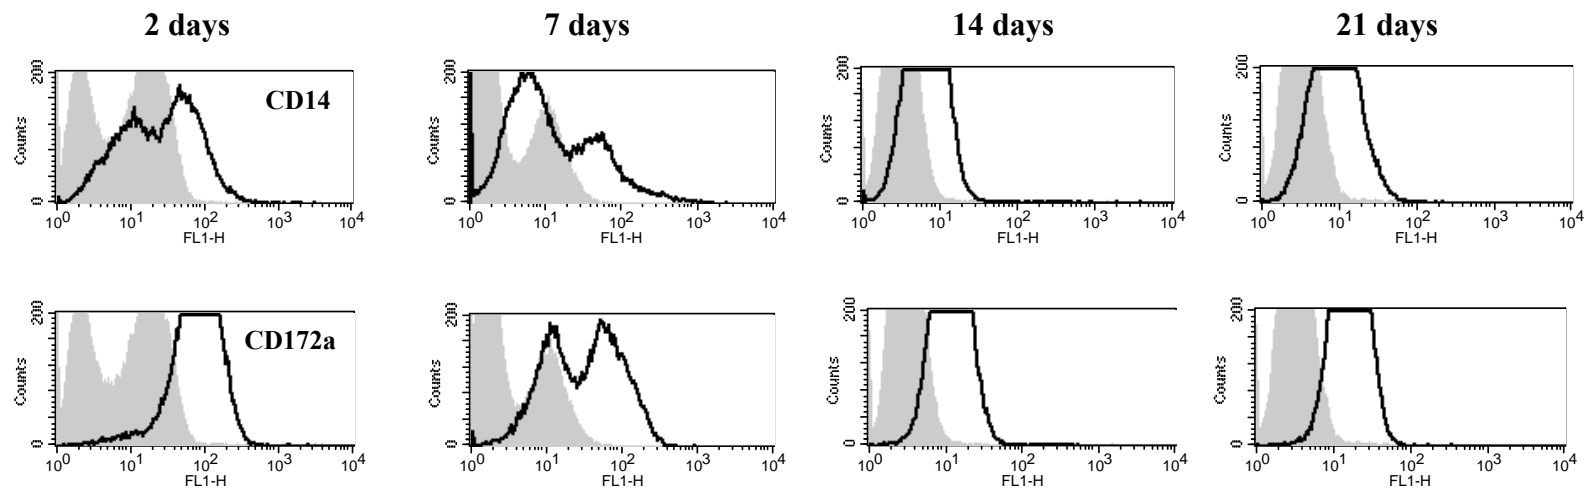 2 days 7 days 14 days 21 days
200 200 200 200
CD14
Counts Counts Counts Counts
0 0 0 0
10^0 10^1 10^2 10^3 10^4 10^0 10^1 10^2 10^3 10^4 10^0 10^1 10^2 10^3 10^4 10^0 10^1 10^2 10^3 10^4
FL1-H FL1-H FL1-H FL1-H
200 200 200 200
CD172a
Counts Counts Counts Counts
0 0 0 0
10^0 10^1 10^2 10^3 10^4 10^0 10^1 10^2 10^3 10^4 10^0 10^1 10^2 10^3 10^4 10^0 10^1 10^2 10^3 10^4
FL1-H FL1-H FL1-H FL1-H